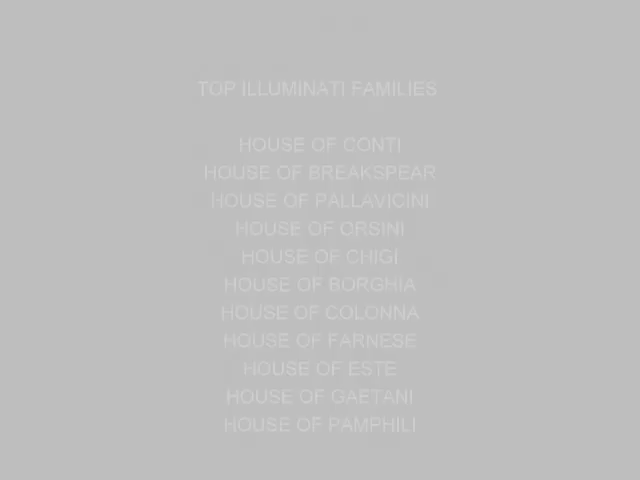 TOP ILLUMINATI FAMILIES
HOUSE OF CONTI
HOUSE OF BREAKSPEAR
HOUSE OF PALLAVICINI
HOUSE OF ORSINI
HOUSE OF CHIGI
HOUSE OF BORGHIA
HOUSE OF COLONNA
HOUSE OF FARNESE
HOUSE OF ESTE
HOUSE OF GAETANI
HOUSE OF PAMPHILI